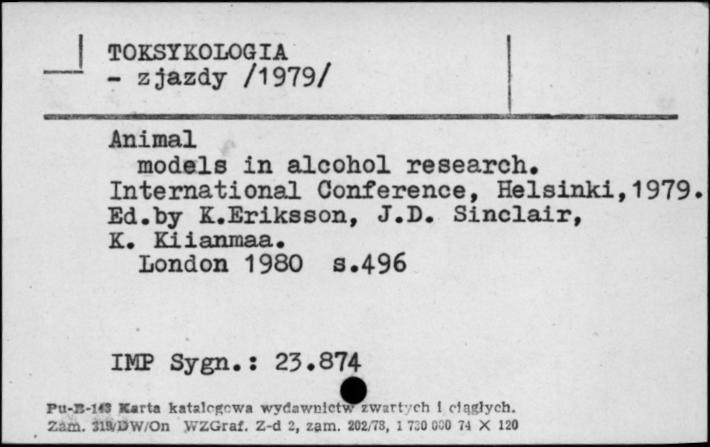 TOKSYKOLOGIA
- zjazdy /1979/
Animal
models in alcohol research.
International Conference, Helsinki,1979.
Ed.by K.Eriksson, J.D. Sinclair,
K. Kiianmaa.
London 1980 s.496
IMP Sygn.: 23.874
Pu-B-143 Karta katalogowa wydawnictw zwartych i ciągłych.
Zam. 318/DW/On WZGraf. Z-d 2, zam. 202/78, 1 730 000 74 X 120